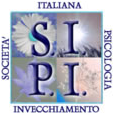 SOCIETA'
ITALIANA
PSICOLOGIA
INVECCHIAMENTO
S.I.
P.I.